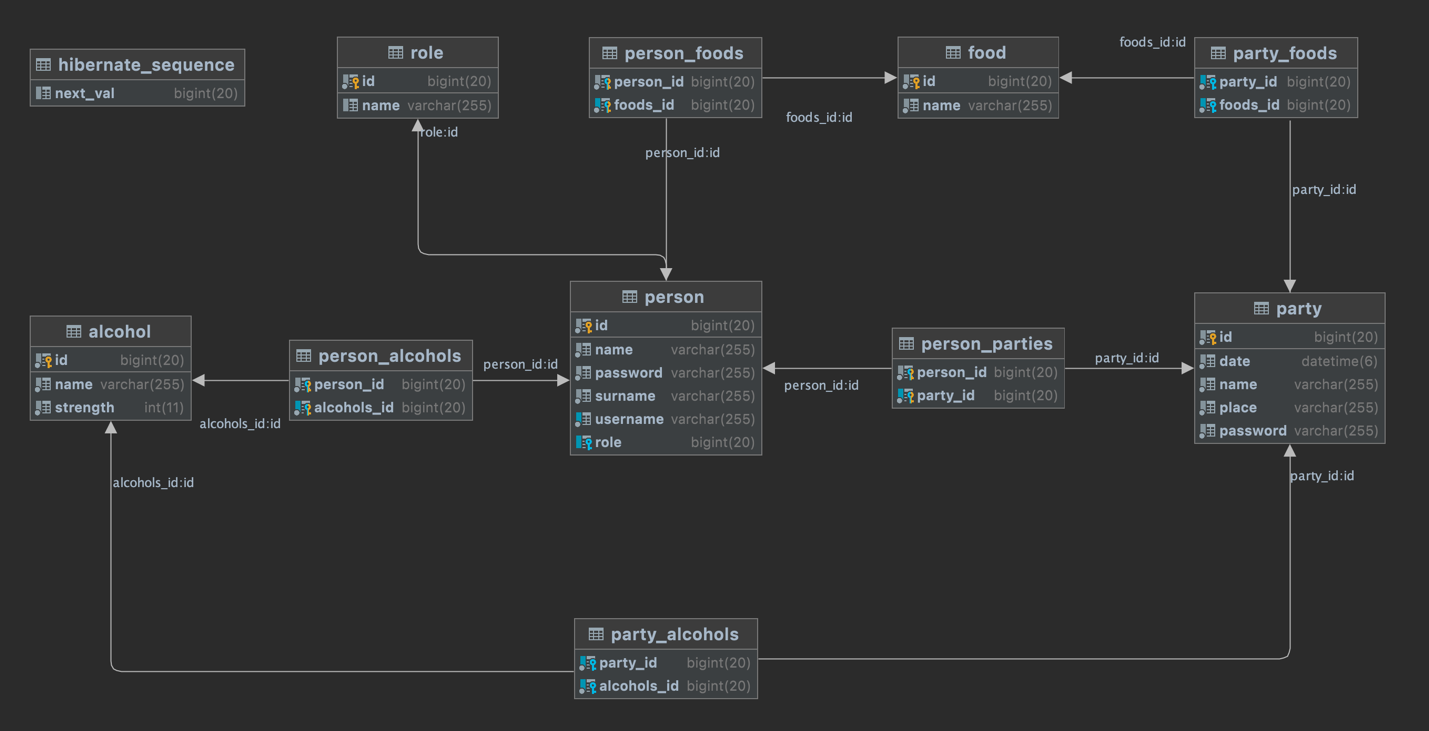 hibernate_sequence
next_val bigint(20)
role
id bigint(20)
name varchar(255)
role:id
person_foods
person_id bigint(20)
foods_id bigint(20)
foods_id:id
person_id:id
food
id bigint(20)
name varchar(255)
foods_id:id
party_foods
party_id bigint(20)
foods_id bigint(20)
party_id:id
alcohol
id bigint(20)
name varchar(255)
strength int(11)
alcohols_id:id
person_alcohols
person_id bigint(20)
alcohols_id bigint(20)
person_id:id
person
id bigint(20)
name varchar(255)
password varchar(255)
surname varchar(255)
username varchar(255)
role bigint(20)
person_id:id
person_parties
person_id bigint(20)
party_id bigint(20)
party_id:id
party
id bigint(20)
date datetime(6)
name varchar(255)
place varchar(255)
password varchar(255)
alcohols_id:id
party_id:id
party_alcohols
party_id bigint(20)
alcohols_id bigint(20)